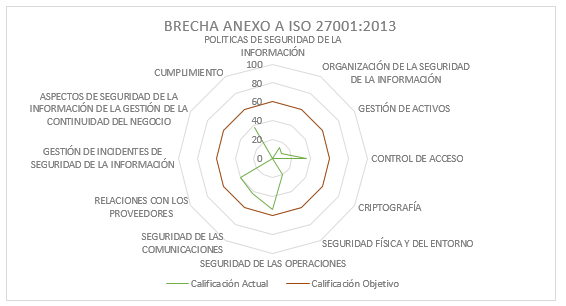 BRECHA ANEXO A ISO 27001:2013
POLITICAS DE SEGURIDAD DE LA
INFORMACIÓN
ORGANIZACIÓN DE LA SEGURIDAD
DE LA INFORMACIÓN
GESTIÓN DE ACTIVOS
CONTROL DE ACCESO
CRIPTOGRAFÍA
SEGURIDAD FÍSICA Y DEL ENTORNO
SEGURIDAD DE LAS OPERACIONES
SEGURIDAD DE LAS
COMUNICACIONES
RELACIONES CON LOS
PROVEEDORES
GESTIÓN DE INCIDENTES DE
SEGURIDAD DE LA INFORMACIÓN
ASPECTOS DE SEGURIDAD DE LA
INFORMACIÓN DE LA GESTIÓN DE LA
CONTINUIDAD DEL NEGOCIO
CUMPLIMIENTO
100
80
60
40
20
0
Calificación Actual
Calificación Objetivo